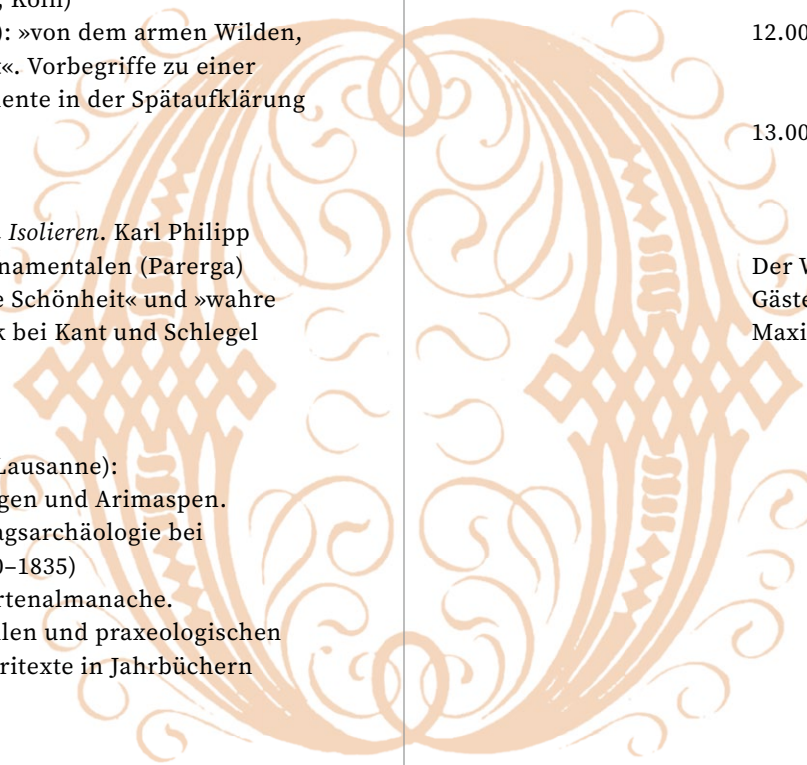 , Köln)
): »von dem armen Wilden,
«. Vorbegriffe zu einer
ente in der Spätaufklärung
Isolieren. Karl Philipp
namentalen (Parerga)
e Schönheit« und »wahre
k bei Kant und Schlegel
Lausanne):
gen und Arimaspen.
agsarchäologie bei
0–1835)
rtenalmanache.
llen und praxeologischen
ritexte in Jahrbüchern
12.00
13.00
Der W
Gäste
Maxi